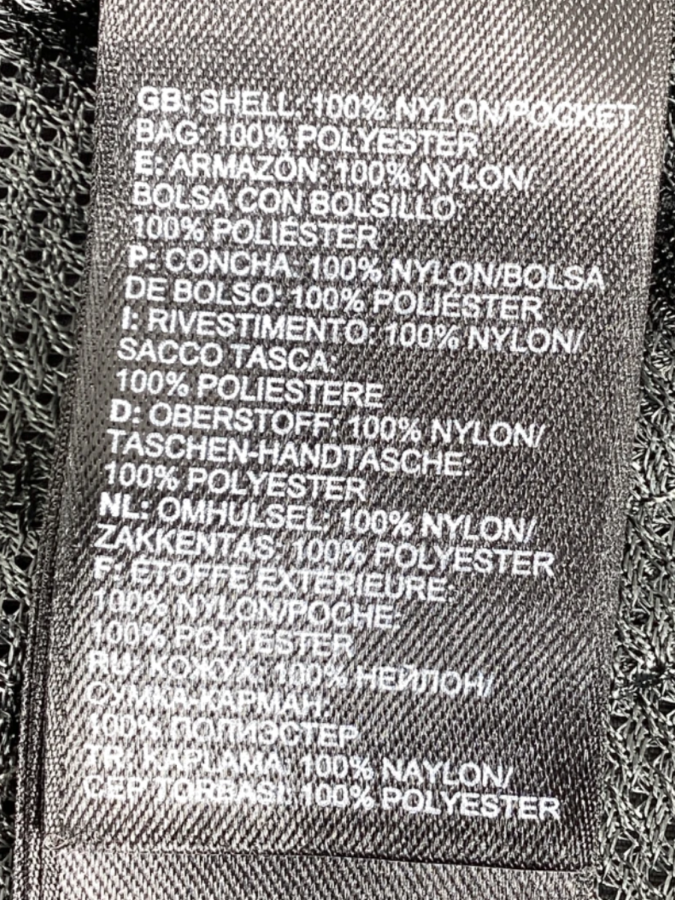 GB: SHELL: 100% NYLON/POCKET
BAG: 100% POLYESTER
E: ARMAZÓN: 100% NYLON/
BOLSA CON BOLSILLO:
100% POLIÉSTER
P: CONCHA: 100% NYLON/BOLSA
DE BOLSO: 100% POLIÉSTER
I: RIVESTIMENTO: 100% NYLON/
SACCO TASCA:
100% POLIESTERE
D: OBERSTOFF: 100% NYLON/
TASCHEN-HANDTASCHE:
100% POLYESTER
NL: OMHULSEL: 100% NYLON/
ZAKKENTAS: 100% POLYESTER
F: ÉTOFFE EXTÉRIEURE:
100% NYLON/POCHE:
100% POLYESTER
RU: КОЖУХ: 100% НЕЙЛОН/
СУМКА-КАРМАН:
100% ПОЛИЭСТЕР
TR: KAPLAMA: 100% NAYLON/
CEP TORBASI: 100% POLYESTER